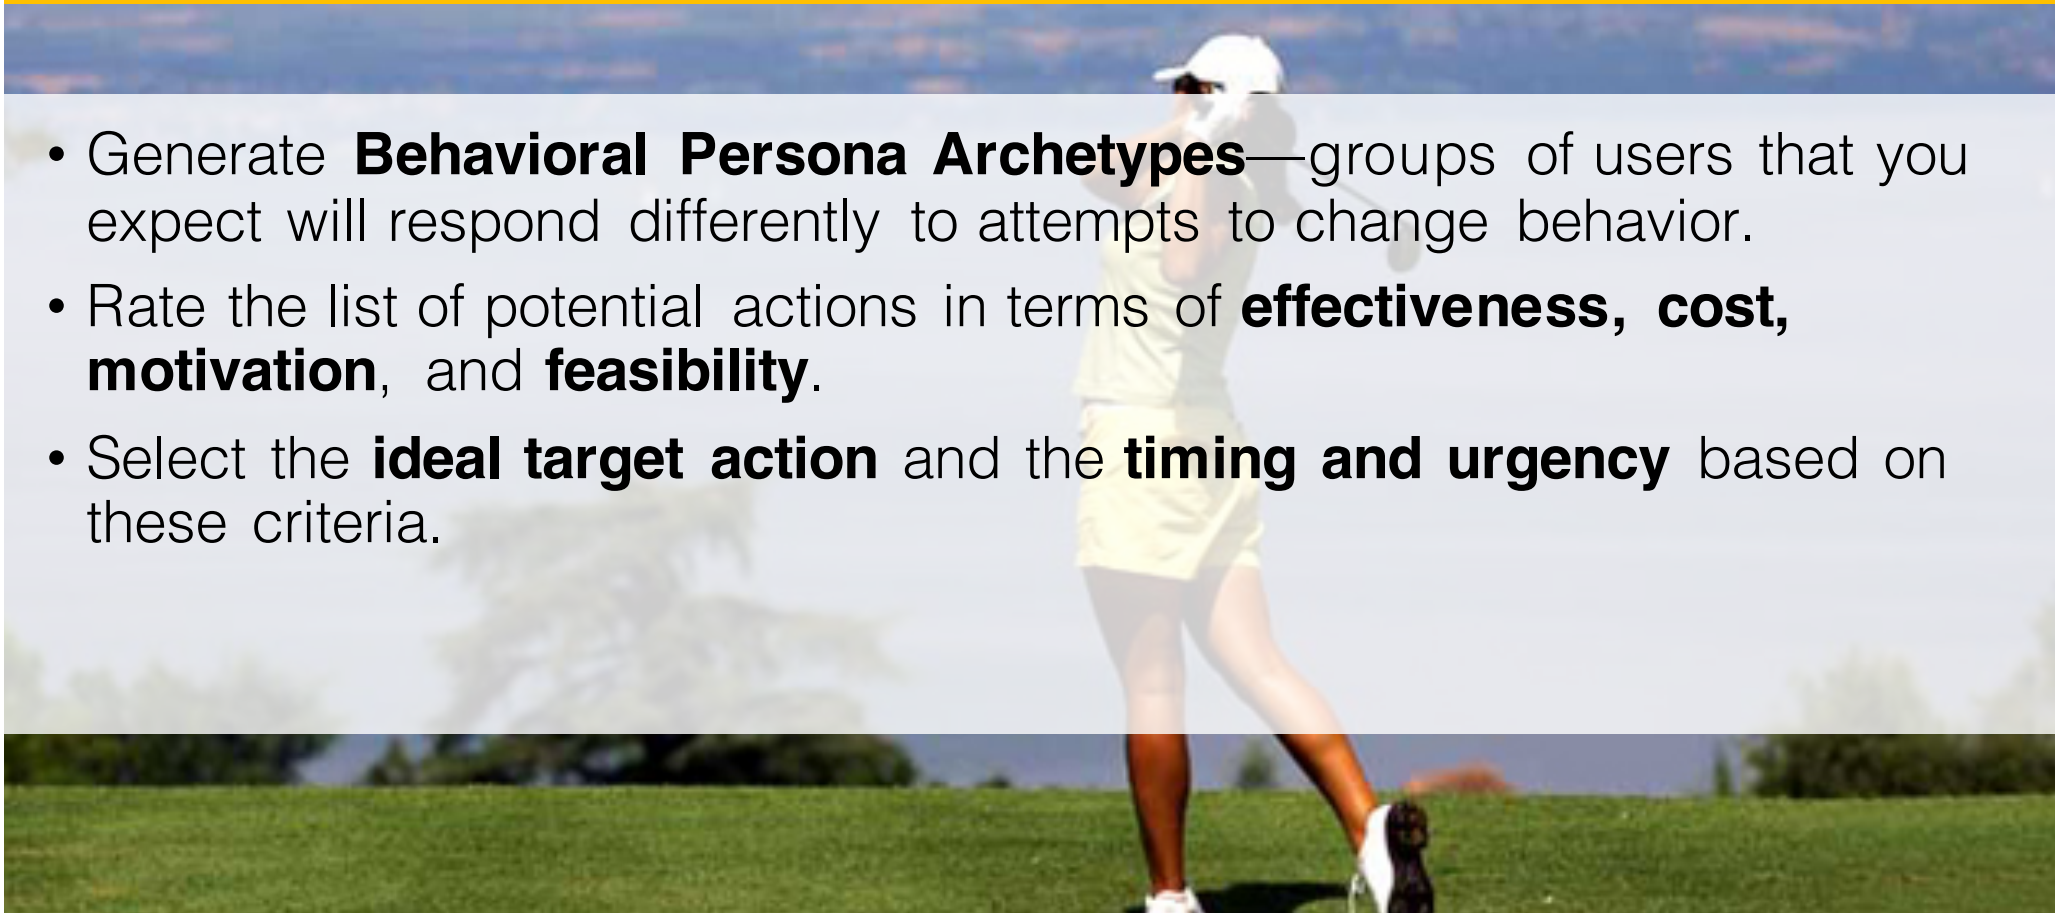 • Generate Behavioral Persona Archetypes—groups of users that you
expect will respond differently to attempts to change behavior.
• Rate the list of potential actions in terms of effectiveness, cost,
motivation, and feasibility.
• Select the ideal target action and the timing and urgency based on
these criteria.